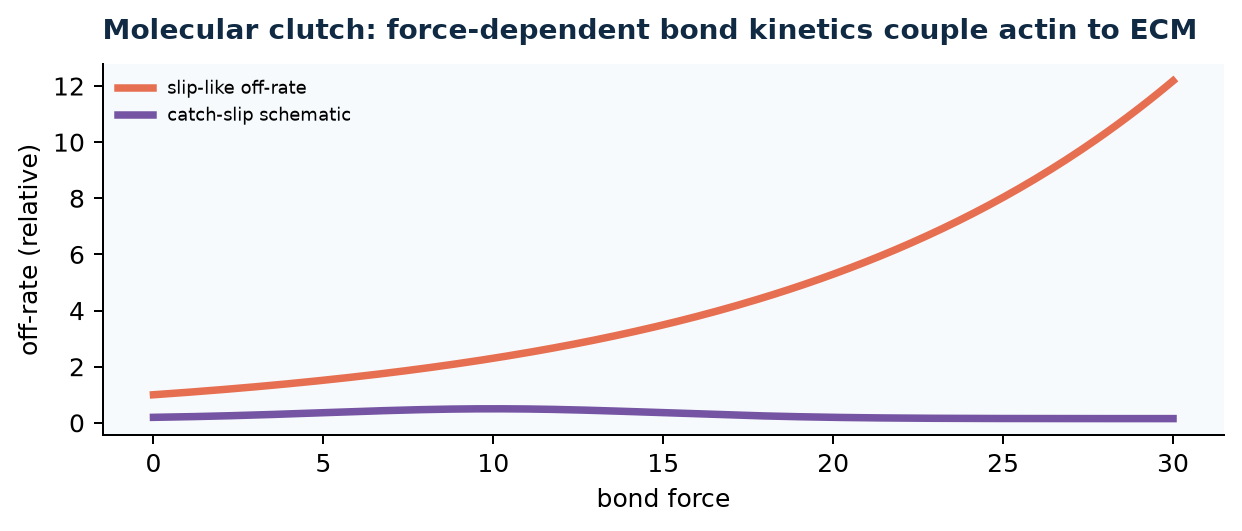 Molecular clutch: force-dependent bond kinetics couple actin to ECM
slip-like off-rate
catch-slip schematic
off-rate (relative)
12
10
8
6
4
2
0
0 5 10 15 20 25 30
bond force